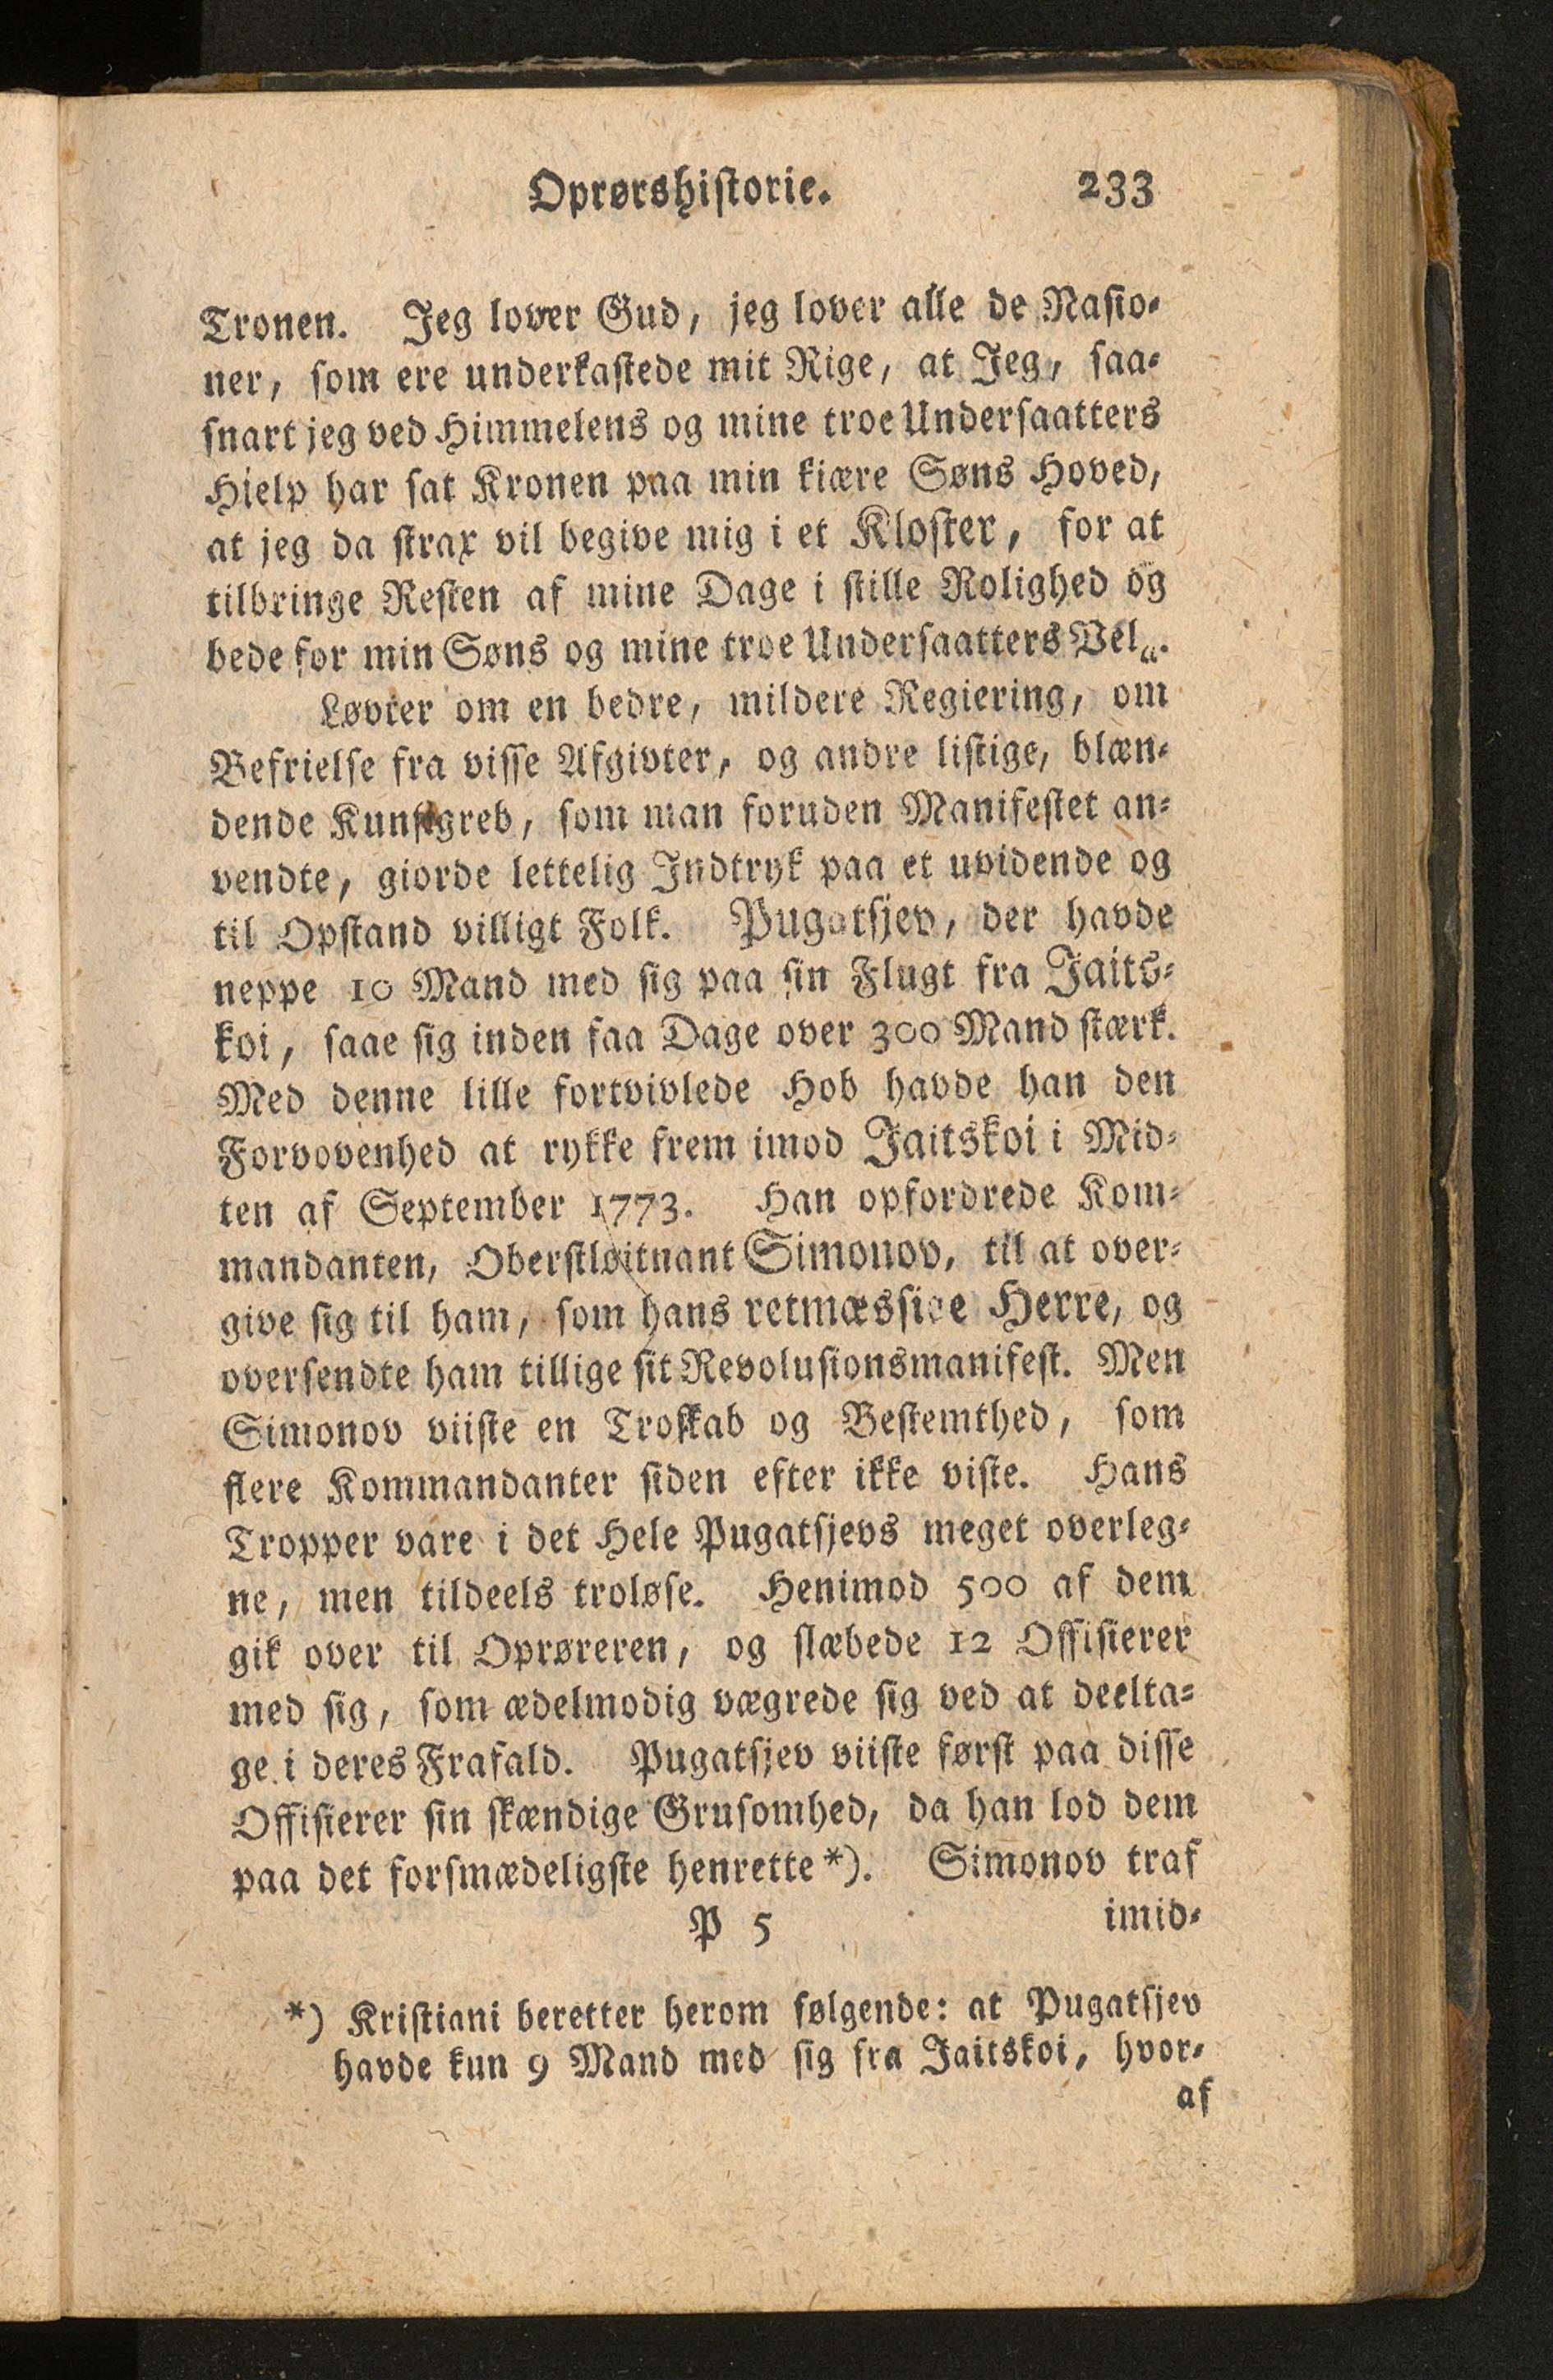 Oprørshistorie. 233
Tronen. Jeg lover Gud, jeg lover alle de Nasio-
ner, som ere underkastede mit Rige, at Jeg, saa-
snart jeg ved Himmelens og mine troe Undersaatters
Hielp har sat Kronen paa min kiære Søns Hoved,
at jeg da strax vil begive mig i et Kloster, for at
tilbringe Resten af mine Dage i stille Rolighed og
bede for min Søns og mine troe Undersaatters Vel„.
Løvter om en bedre, mildere Regiering, om
Befrielse fra visse Afgivter, og andre listige, blæn-
dende Kunstgreb, som man foruden Manifestet an-
vendte, giorde lettelig Indtryk paa et uvidende og
til Opstand villigt Folk. Pugatsjev, der havde
neppe 10 Mand med sig paa sin Flugt fra Jaits-
koi, saae sig inden faa Dage over 300 Mand stærk.
Med denne lille fortvivlede Hob havde han den
Forvovenhed at rykke frem imod Jaitskoi i Mid-
ten af September 1773. Han opfordrede Kom-
mandanten, Oberstløitnant Simonov, til at over-
give sig til ham, som hans retmæssige Herre, og
oversendte ham tillige sit Revolusionsmanifest. Men
Simonov viiste en Troskab og Bestemthed, som
flere Kommandanter siden efter ikke viste. Hans
Tropper vare i det Hele Pugatsjevs meget overleg-
ne, men tildeels troløse. Henimod 500 af dem
gik over til Oprøreren, og slæbede 12 Offisierer
med sig, som ædelmodig vægrede sig ved at deelta-
ge i deres Frafald. Pugatsjev viiste først paa disse
Offisierer sin skændige Grusomhed, da han lod dem
paa det forsmædeligste henrette *). Simonov traf
P 5 imid-
*) Kristiani beretter herom følgende: at Pugatsjev
havde kun 9 Mand med sig fra Jaitskoi, hvor-
af